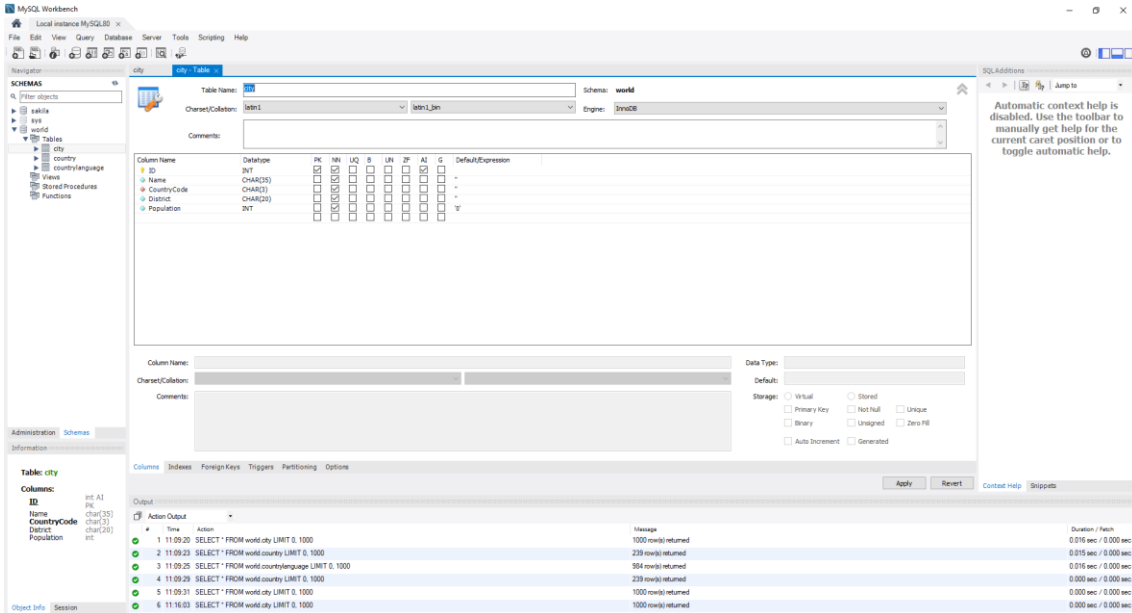 MySQL Workbench
Local instance MySQL80 ×
File Edit View Query Database Server Tools Scripting Help
Navigator
SCHEMAS
Filter objects
sakila
sys
world
Tables
city
country
countrylanguage
Views
Stored Procedures
Functions
Administration Schemas
Information
Table: city
Columns:
ID int AI PK
Name char(35)
CountryCode char(3)
District char(20)
Population int
Object Info Session
city city - Table ×
Table Name: city Schema: world
Charset/Collation: latin1 latin1_bin Engine: InnoDB
Comments:
Column Name Datatype PK NN UQ B UN ZF AI G Default/Expression
ID INT
Name CHAR(35) ''
CountryCode CHAR(3) ''
District CHAR(20) ''
Population INT '0'
Column Name: Data Type:
Charset/Collation: Default:
Comments: Storage: Virtual Stored
Primary Key Not Null Unique
Binary Unsigned Zero Fill
Auto Increment Generated
Columns Indexes Foreign Keys Triggers Partitioning Options
Apply Revert
Output
Action Output
# Time Action Message Duration / Fetch
1 11:09:20 SELECT * FROM world.city LIMIT 0, 1000 1000 row(s) returned 0.016 sec / 0.000 sec
2 11:09:23 SELECT * FROM world.country LIMIT 0, 1000 239 row(s) returned 0.015 sec / 0.000 sec
3 11:09:25 SELECT * FROM world.countrylanguage LIMIT 0, 1000 984 row(s) returned 0.016 sec / 0.000 sec
4 11:09:29 SELECT * FROM world.country LIMIT 0, 1000 239 row(s) returned 0.000 sec / 0.000 sec
5 11:09:31 SELECT * FROM world.city LIMIT 0, 1000 1000 row(s) returned 0.000 sec / 0.000 sec
6 11:16:03 SELECT * FROM world.city LIMIT 0, 1000 1000 row(s) returned 0.000 sec / 0.000 sec
SQLAdditions
Jump to
Automatic context help is
disabled. Use the toolbar to
manually get help for the
current caret position or to
toggle automatic help.
Context Help Snippets